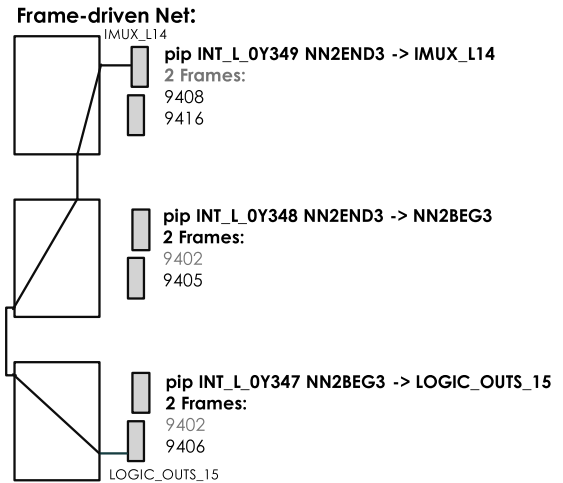 Frame-driven Net:
IMUX_L14
pip INT_L_0Y349 NN2END3 -> IMUX_L14
2 Frames:
9408
9416
pip INT_L_0Y348 NN2END3 -> NN2BEG3
2 Frames:
9402
9405
pip INT_L_0Y347 NN2BEG3 -> LOGIC_OUTS_15
2 Frames:
9402
9406
LOGIC_OUTS_15